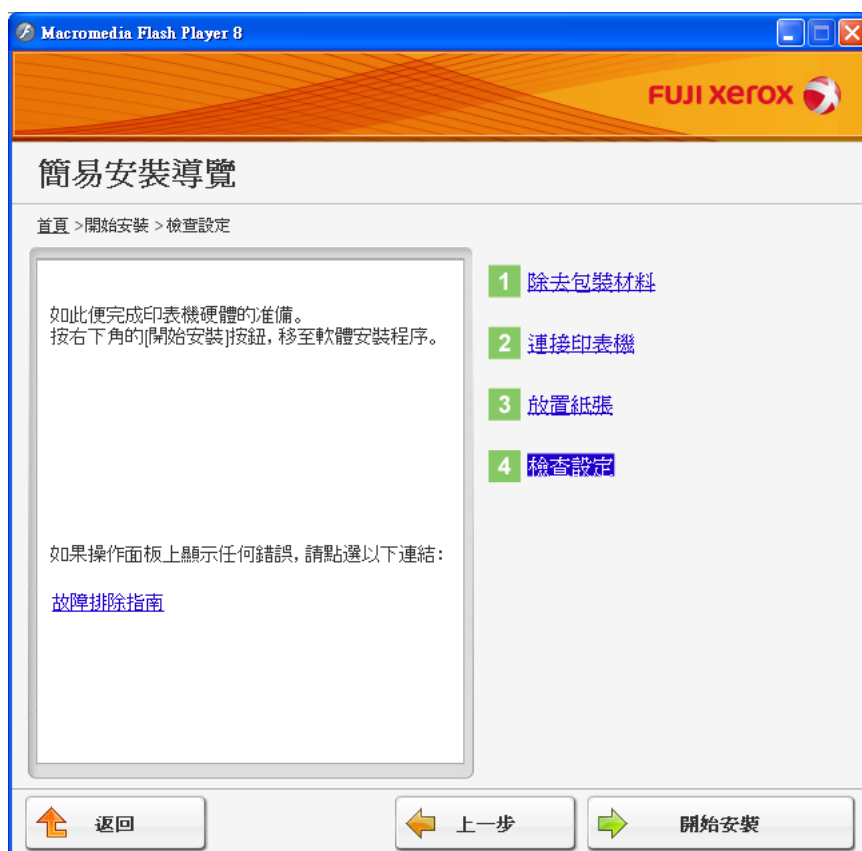 Macromedia Flash Player 8
FUJI xerox
簡易安裝導覽
首頁 >開始安裝 >檢查設定
如此便完成印表機硬體的准備。
按右下角的[開始安裝]按鈕, 移至軟體安裝程序。
如果操作面板上顯示任何錯誤, 請點選以下連結:
故障排除指南
1 除去包裝材料
2 連接印表機
3 放置紙張
4 檢查設定
返回
上一步
開始安裝